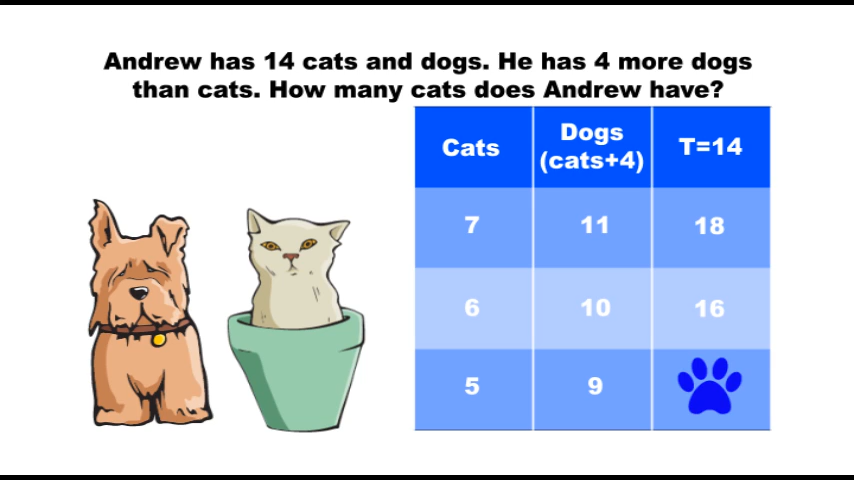 Andrew has 14 cats and dogs. He has 4 more dogs
than cats. How many cats does Andrew have?
Cats
Dogs
(cats+4)
T=14
7
11
18
6
10
16
5
9